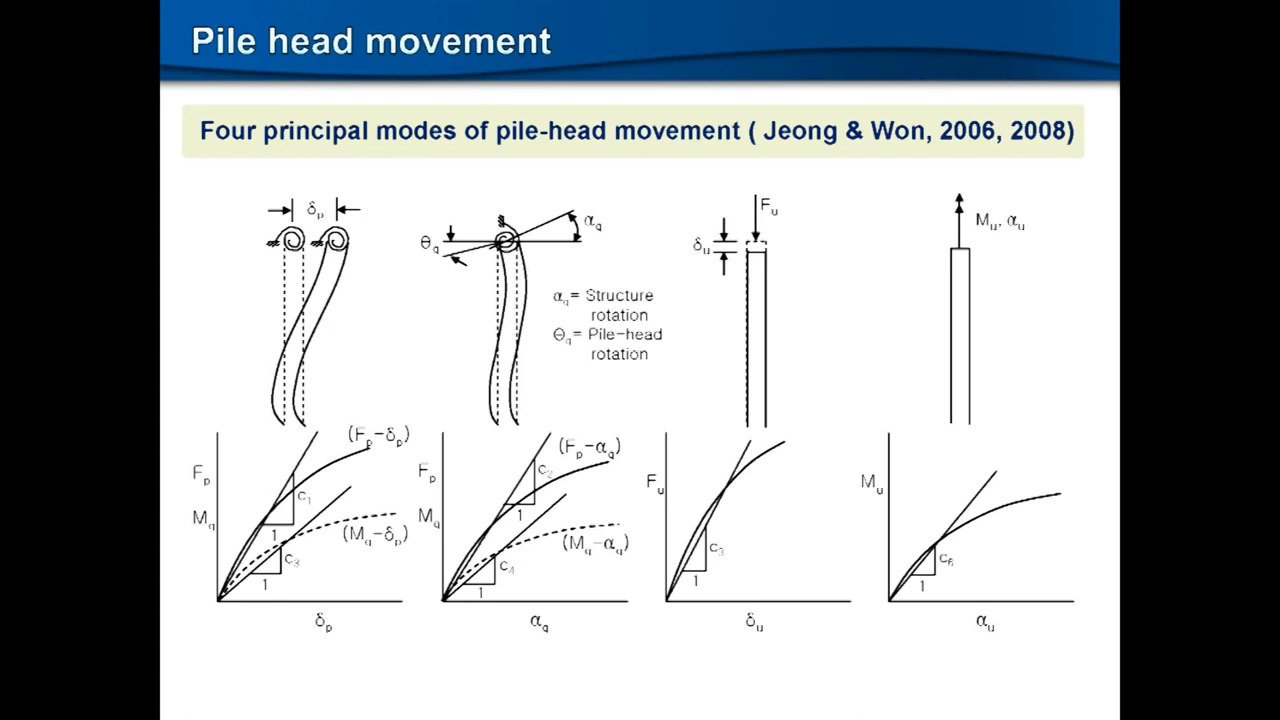 Pile head movement
Four principal modes of pile-head movement ( Jeong & Won, 2006, 2008)
δp
θq
αq
αq= Structure
rotation
θq= Pile-head
rotation
Fu
δu
Mu, αu
Fp
Mq
(Fp-δp)
c1
1
(Mq-δp)
c3
1
δp
Fp
Mq
(Fp-αq)
c2
1
(Mq-αq)
c4
1
αq
Fu
1
δu
Mu
c6
1
αu